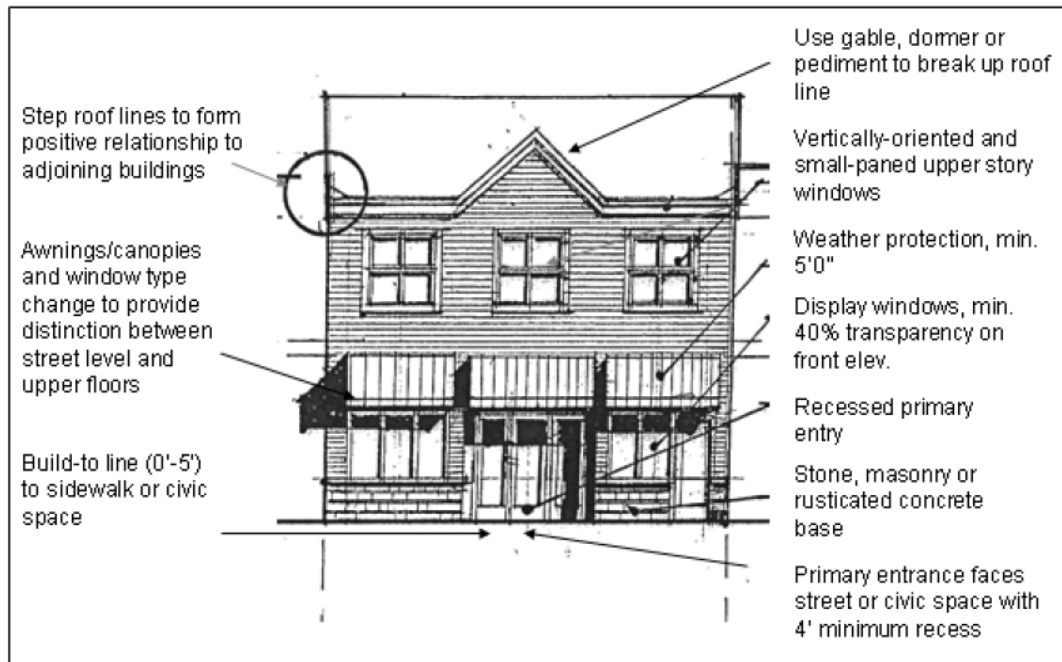 Step roof lines to form
positive relationship to
adjoining buildings
Awnings/canopies
and window type
change to provide
distinction between
street level and
upper floors
Build-to line (0'-5')
to sidewalk or civic
space
Use gable, dormer or
pediment to break up roof
line
Vertically-oriented and
small-paned upper story
windows
Weather protection, min.
5'0"
Display windows, min.
40% transparency on
front elev.
Recessed primary
entry
Stone, masonry or
rusticated concrete
base
Primary entrance faces
street or civic space with
4' minimum recess